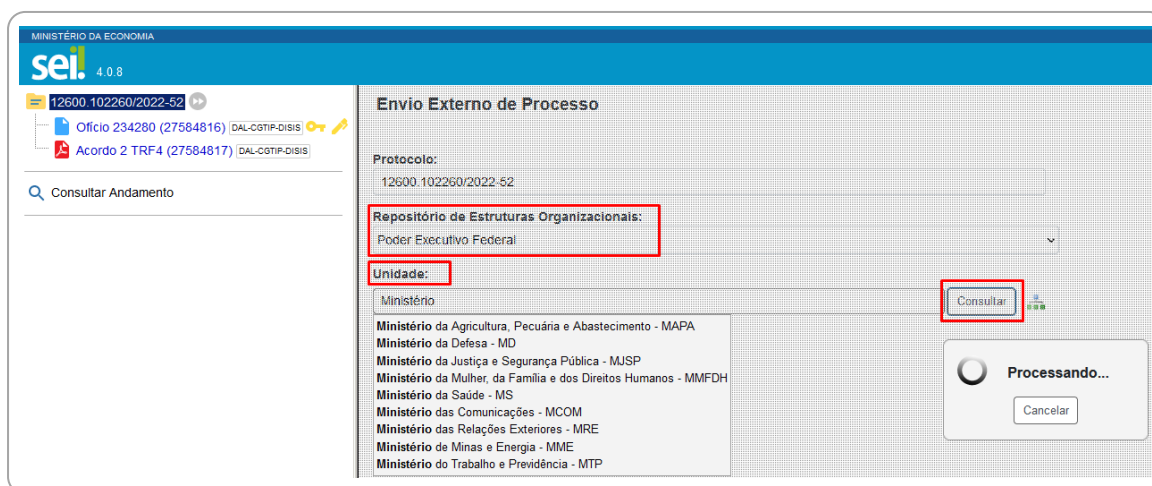 MINISTÉRIO DA ECONOMIA
sei! 4.0.8
12600.102260/2022-52
Ofício 234280 (27584816) DAL-CGTIP-DISIS
Acordo 2 TRF4 (27584817) DAL-CGTIP-DISIS
Consultar Andamento
Envio Externo de Processo
Protocolo:
12600.102260/2022-52
Repositório de Estruturas Organizacionais:
Poder Executivo Federal
Unidade:
Ministério
Consultar
Ministério da Agricultura, Pecuária e Abastecimento - MAPA
Ministério da Defesa - MD
Ministério da Justiça e Segurança Pública - MJSP
Ministério da Mulher, da Família e dos Direitos Humanos - MMFDH
Ministério da Saúde - MS
Ministério das Comunicações - MCOM
Ministério das Relações Exteriores - MRE
Ministério de Minas e Energia - MME
Ministério do Trabalho e Previdência - MTP
Processando...
Cancelar